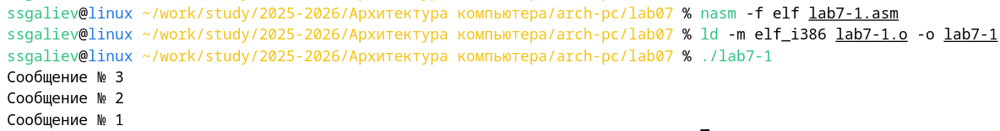 ssgaliev@linux ~/work/study/2025-2026/Архитектура компьютера/arch-pc/lab07 % nasm -f elf lab7-1.asm
ssgaliev@linux ~/work/study/2025-2026/Архитектура компьютера/arch-pc/lab07 % ld -m elf_i386 lab7-1.o -o lab7-1
ssgaliev@linux ~/work/study/2025-2026/Архитектура компьютера/arch-pc/lab07 % ./lab7-1
Сообщение № 3
Сообщение № 2
Сообщение № 1